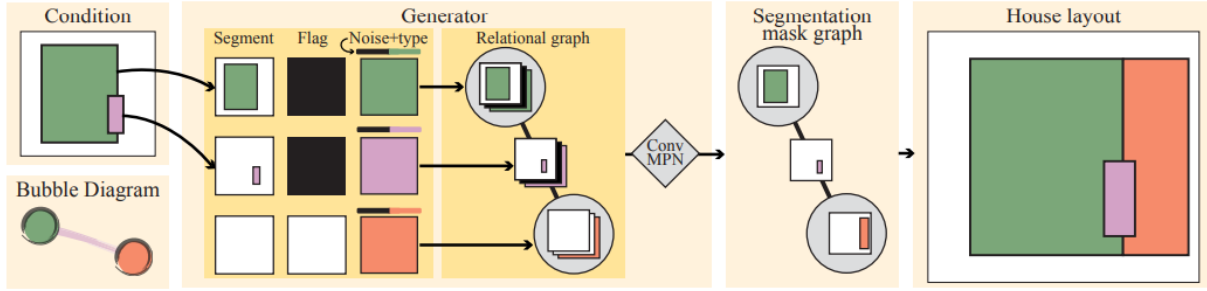 Condition
Bubble Diagram
Generator
Segment
Flag
Noise+type
Relational graph
Conv
MPN
Segmentation
mask graph
House layout